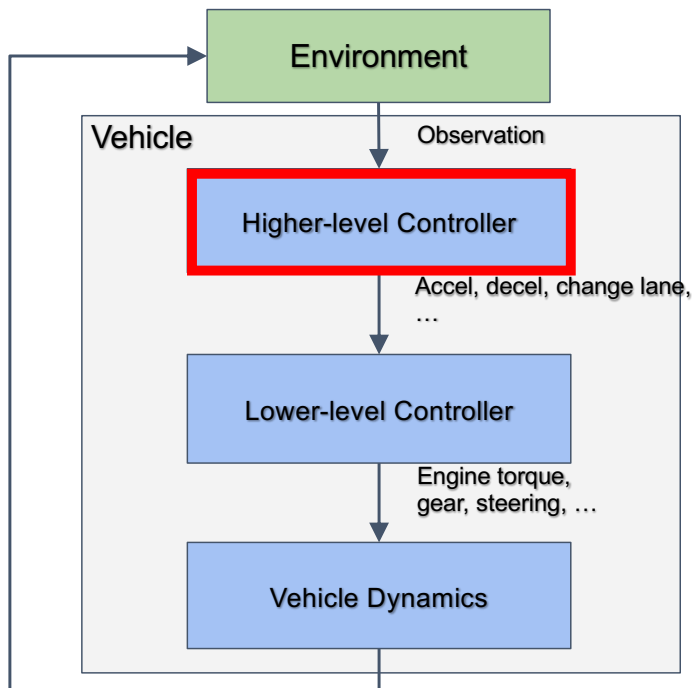 Environment
Vehicle
Observation
Higher-level Controller
Accel, decel, change lane,
…
Lower-level Controller
Engine torque,
gear, steering, …
Vehicle Dynamics